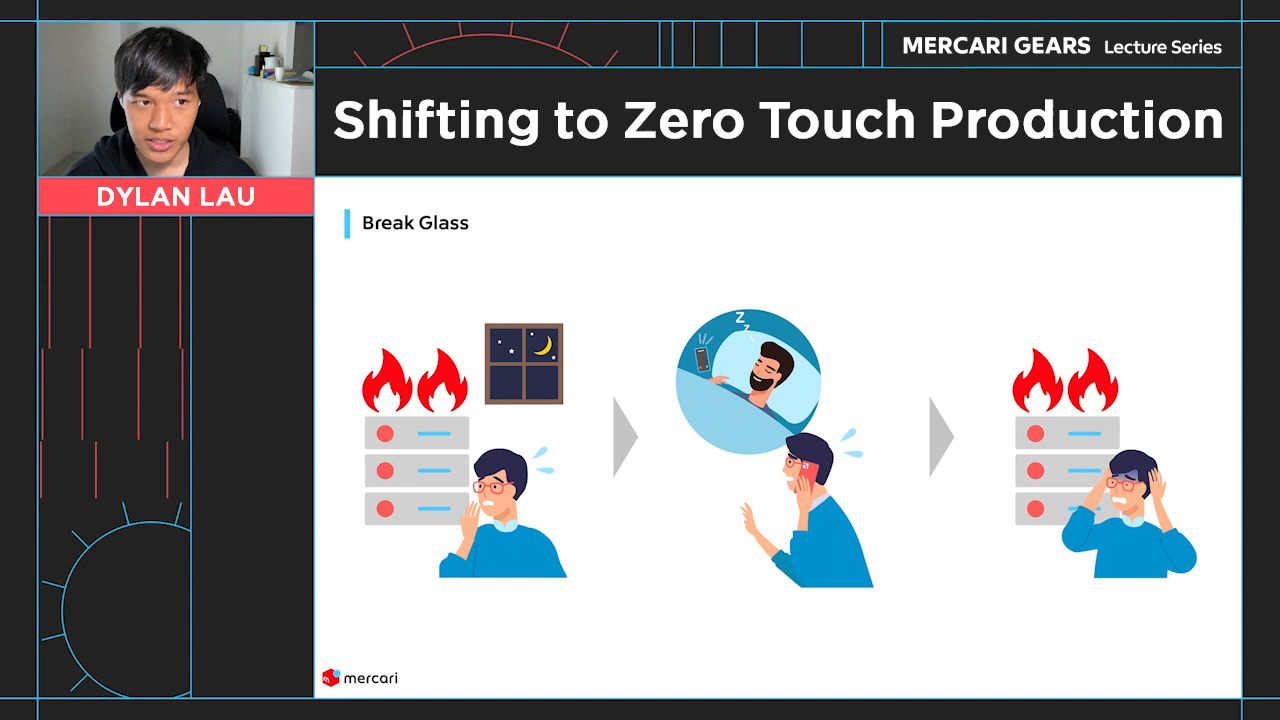 MERCARI GEARS Lecture Series
Shifting to Zero Touch Production
DYLAN LAU
Break Glass
Z
z
mercari